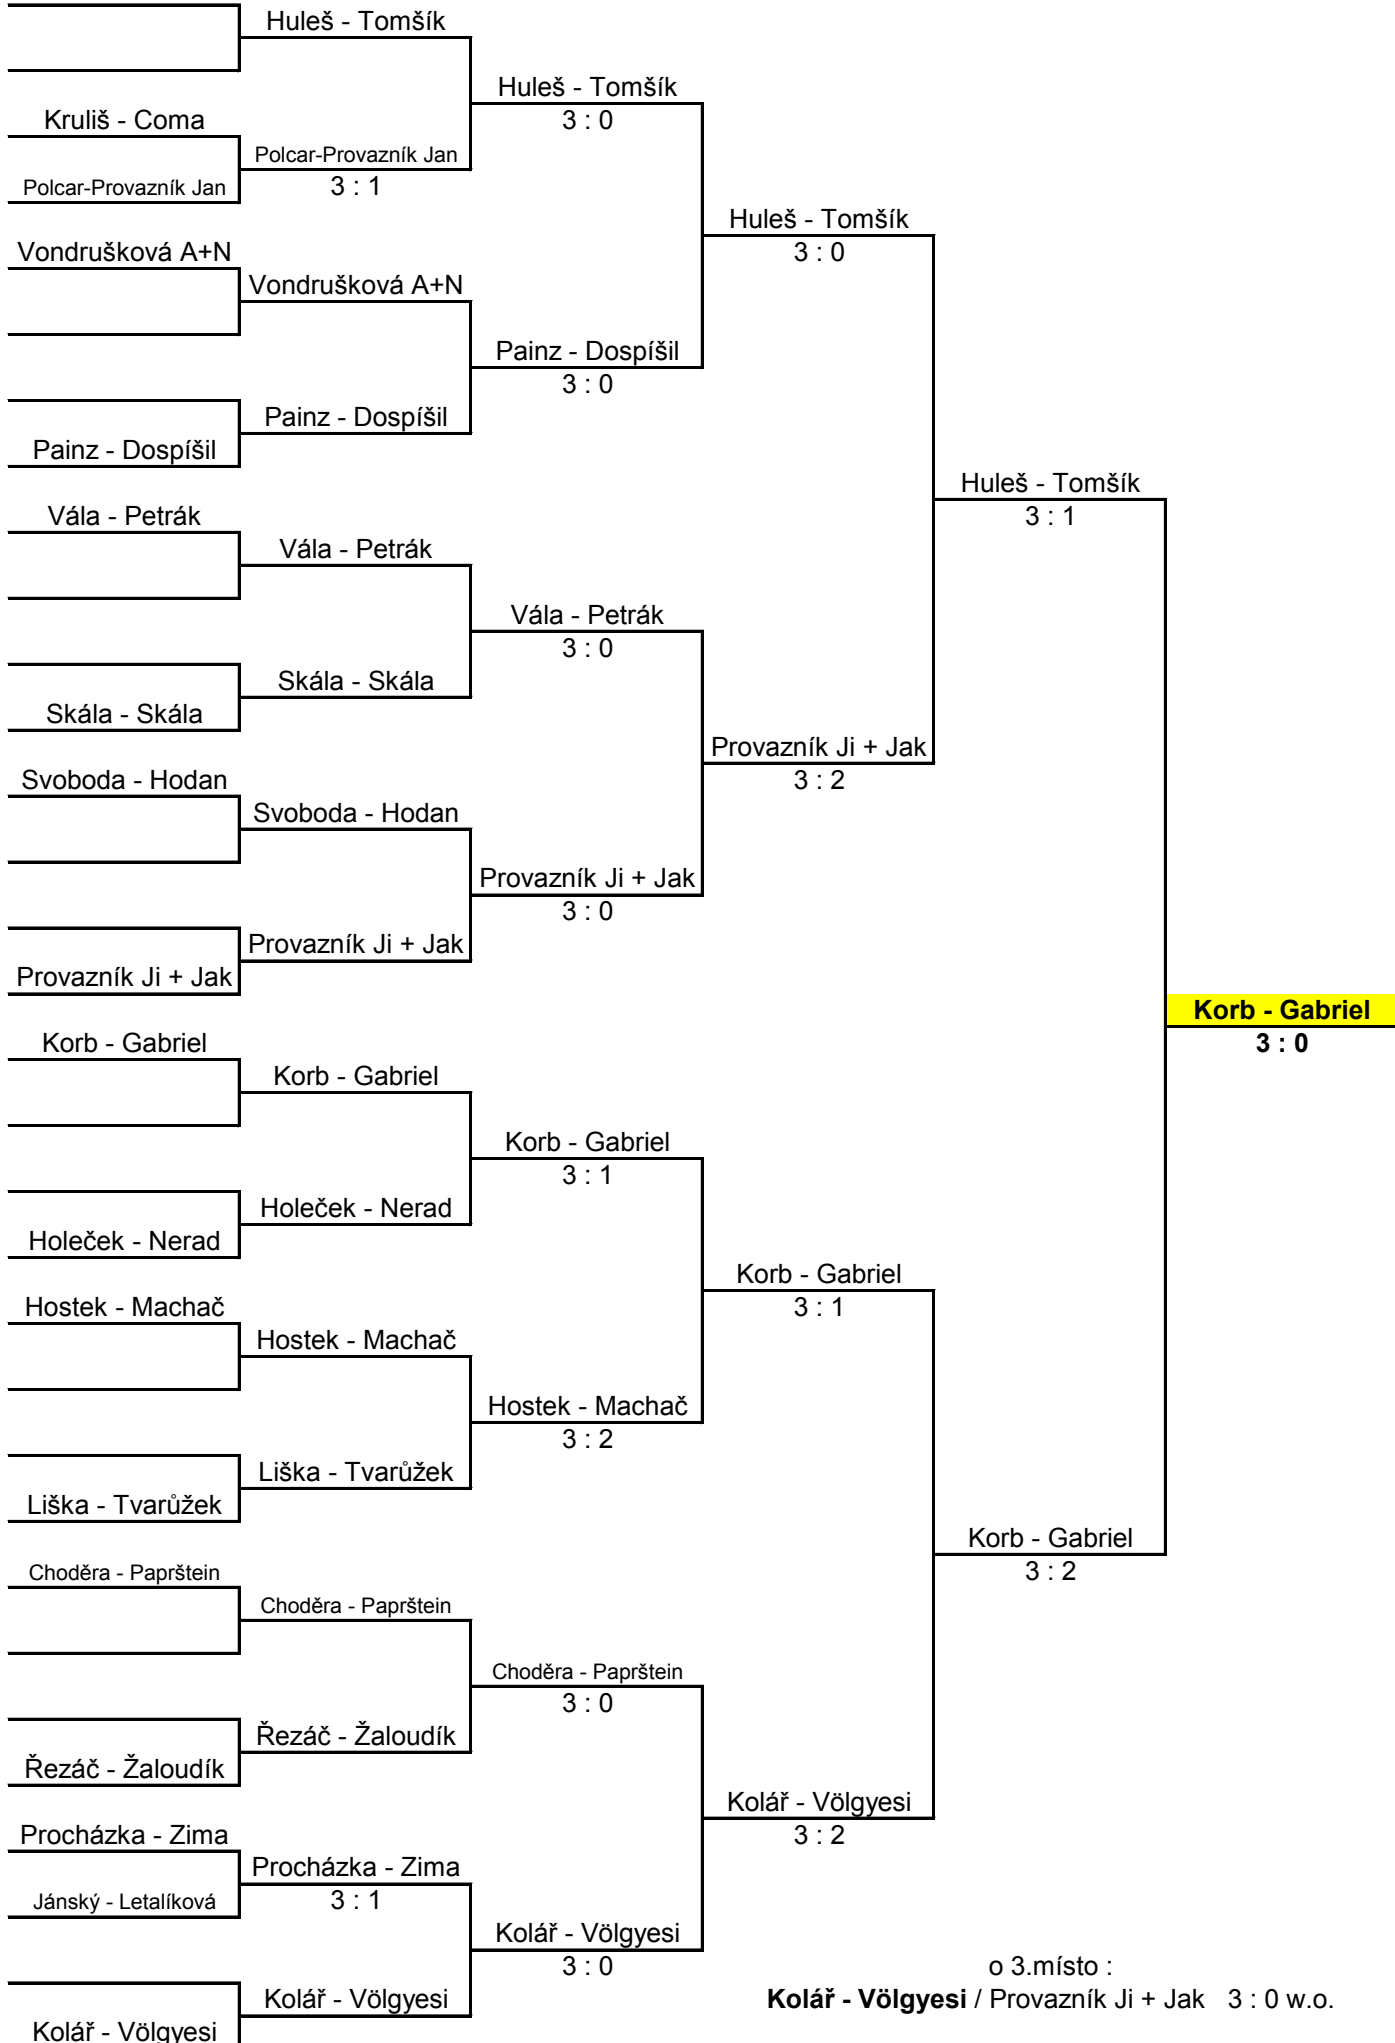 Huleš - Tomšík
Huleš - Tomšík
3 : 0
Kruliš - Coma
Polcar-Provazník Jan
3 : 1
Polcar-Provazník Jan
Huleš - Tomšík
3 : 0
Vondrušková A+N
Vondrušková A+N
Painz - Dospíšil
3 : 0
Painz - Dospíšil
Painz - Dospíšil
Huleš - Tomšík
3 : 1
Vála - Petrák
Vála - Petrák
Vála - Petrák
3 : 0
Skála - Skála
Skála - Skála
Provazník Ji + Jak
3 : 2
Svoboda - Hodan
Svoboda - Hodan
Provazník Ji + Jak
3 : 0
Provazník Ji + Jak
Provazník Ji + Jak
Korb - Gabriel
3 : 0
Korb - Gabriel
Korb - Gabriel
Korb - Gabriel
3 : 1
Holeček - Nerad
Holeček - Nerad
Korb - Gabriel
3 : 1
Hostek - Machač
Hostek - Machač
Hostek - Machač
3 : 2
Liška - Tvarůžek
Liška - Tvarůžek
Korb - Gabriel
3 : 2
Choděra - Paprštein
Choděra - Paprštein
Choděra - Paprštein
3 : 0
Řezáč - Žaloudík
Řezáč - Žaloudík
Kolář - Völgyesi
3 : 2
Procházka - Zima
Procházka - Zima
3 : 1
Jánský - Letalíková
Kolář - Völgyesi
3 : 0
Kolář - Völgyesi
Kolář - Völgyesi
o 3.místo :
Kolář - Völgyesi / Provazník Ji + Jak 3 : 0 w.o.